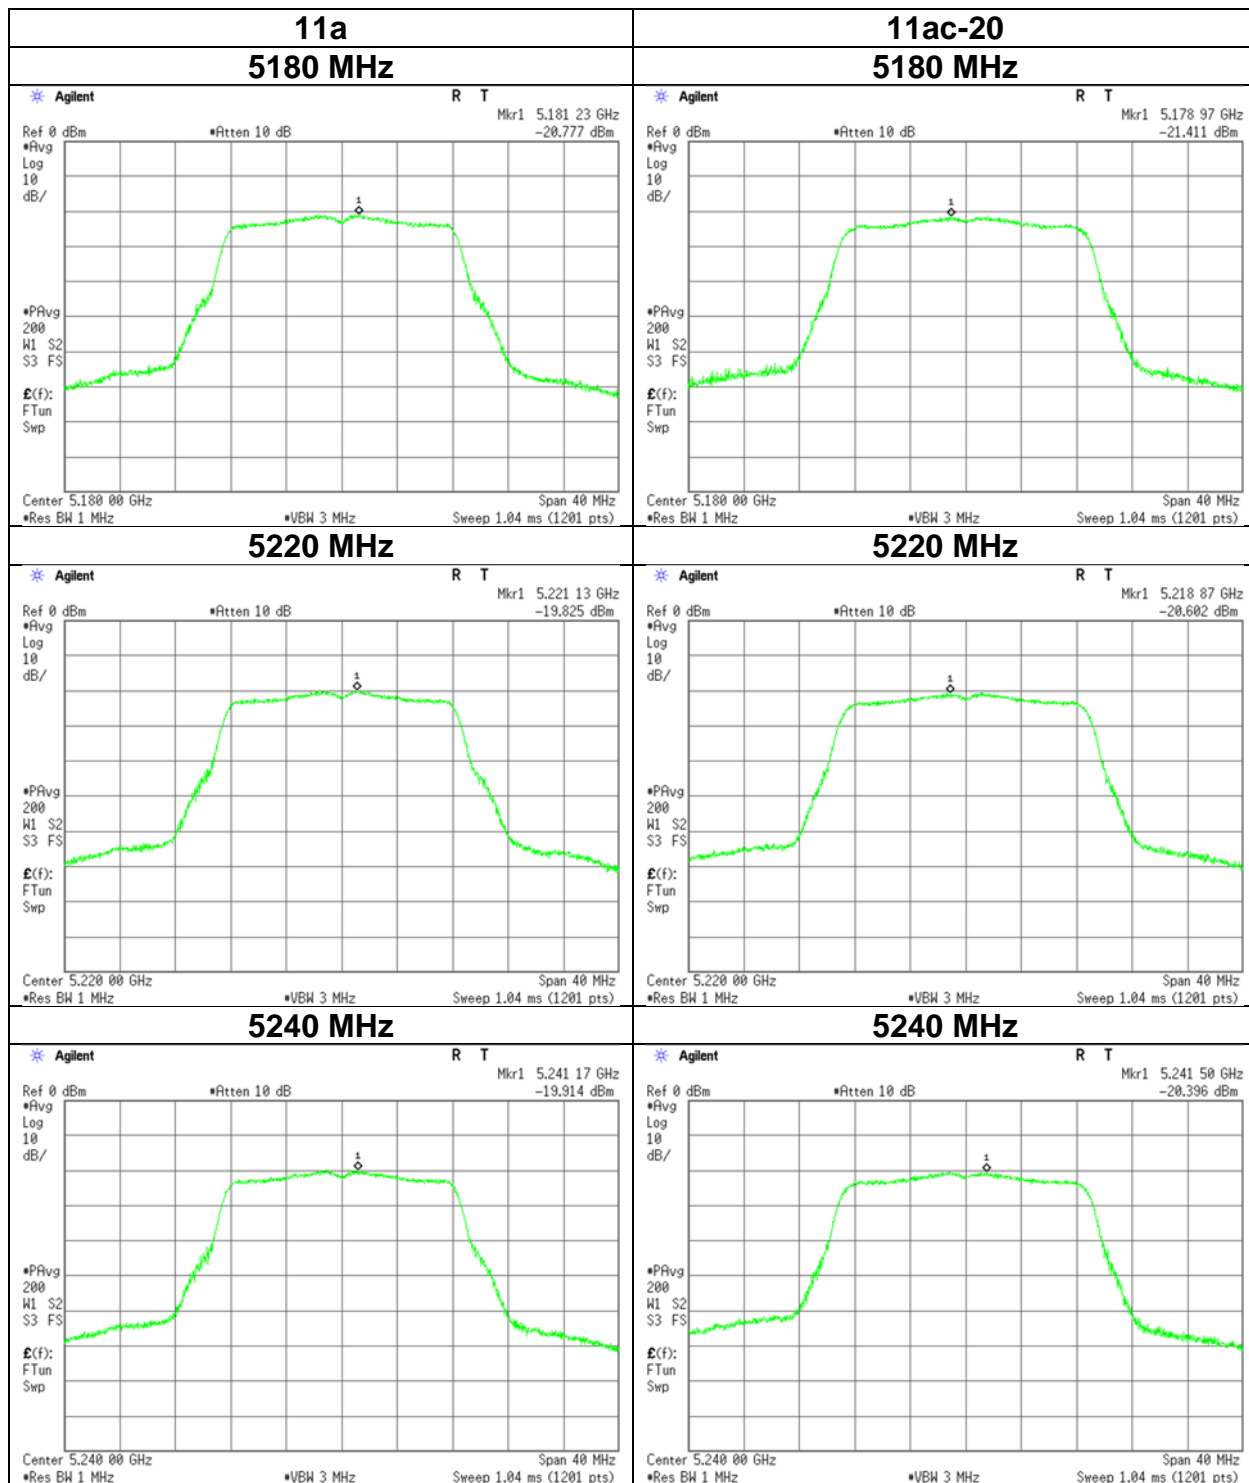 11a 11ac-20
5180 MHz 5180 MHz
Agilent R T
Mkr1 5.181 23 GHz
Ref 0 dBm *Atten 10 dB -20.777 dBm
*Avg
Log
10
dB/
1
*PAvg
200
W1 S2
S3 FS
£(f):
FTun
Swp
Center 5.180 00 GHz Span 40 MHz
*Res BW 1 MHz *VBW 3 MHz Sweep 1.04 ms (1201 pts)
Agilent R T
Mkr1 5.178 97 GHz
Ref 0 dBm *Atten 10 dB -21.411 dBm
*Avg
Log
10
dB/
1
*PAvg
200
W1 S2
S3 FS
£(f):
FTun
Swp
Center 5.180 00 GHz Span 40 MHz
*Res BW 1 MHz *VBW 3 MHz Sweep 1.04 ms (1201 pts)
5220 MHz 5220 MHz
Agilent R T
Mkr1 5.221 13 GHz
Ref 0 dBm *Atten 10 dB -19.825 dBm
*Avg
Log
10
dB/
1
*PAvg
200
W1 S2
S3 FS
£(f):
FTun
Swp
Center 5.220 00 GHz Span 40 MHz
*Res BW 1 MHz *VBW 3 MHz Sweep 1.04 ms (1201 pts)
Agilent R T
Mkr1 5.218 87 GHz
Ref 0 dBm *Atten 10 dB -20.602 dBm
*Avg
Log
10
dB/
1
*PAvg
200
W1 S2
S3 FS
£(f):
FTun
Swp
Center 5.220 00 GHz Span 40 MHz
*Res BW 1 MHz *VBW 3 MHz Sweep 1.04 ms (1201 pts)
5240 MHz 5240 MHz
Agilent R T
Mkr1 5.241 17 GHz
Ref 0 dBm *Atten 10 dB -19.914 dBm
*Avg
Log
10
dB/
1
*PAvg
200
W1 S2
S3 FS
£(f):
FTun
Swp
Center 5.240 00 GHz Span 40 MHz
*Res BW 1 MHz *VBW 3 MHz Sweep 1.04 ms (1201 pts)
Agilent R T
Mkr1 5.241 50 GHz
Ref 0 dBm *Atten 10 dB -20.396 dBm
*Avg
Log
10
dB/
1
*PAvg
200
W1 S2
S3 FS
£(f):
FTun
Swp
Center 5.240 00 GHz Span 40 MHz
*Res BW 1 MHz *VBW 3 MHz Sweep 1.04 ms (1201 pts)